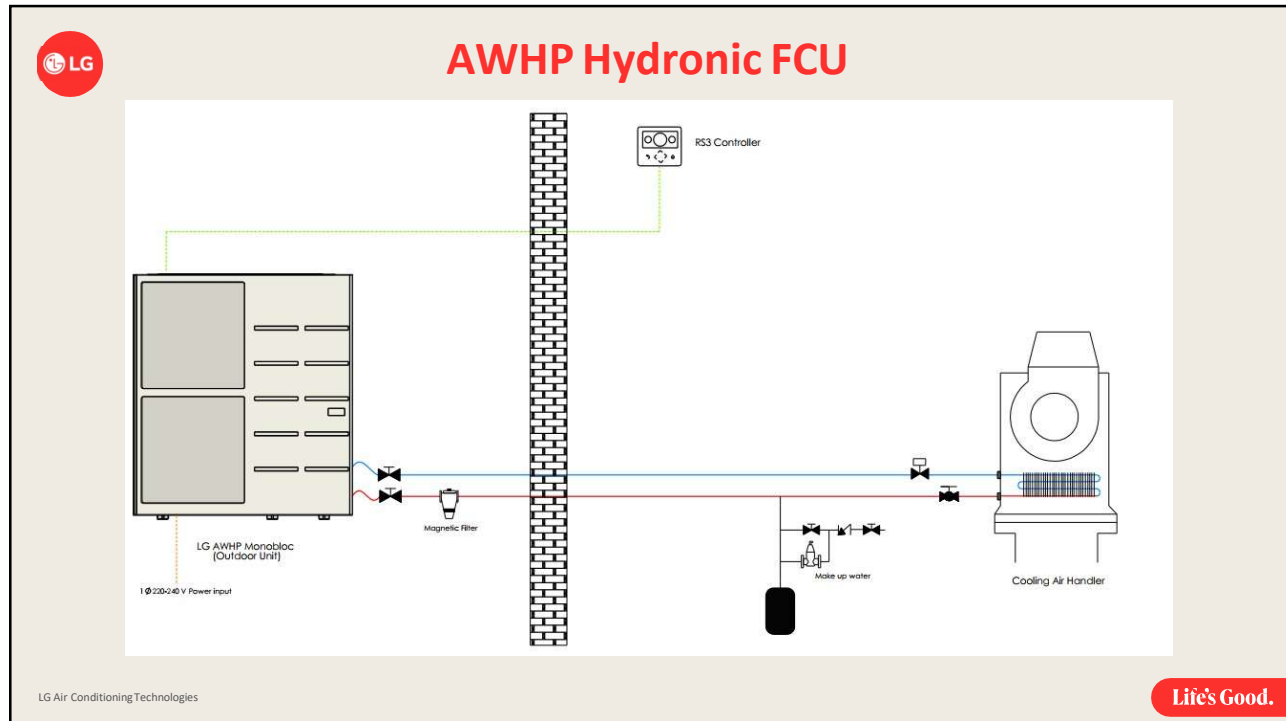 LG
AWHP Hydronic FCU
RS3 Controller
Magnetic Filter
LG AWHP Monobloc
(Outdoor Unit)
1 Ø 220-240 V Power input
Make up water
Cooling Air Handler
LG Air Conditioning Technologies
Life's Good.